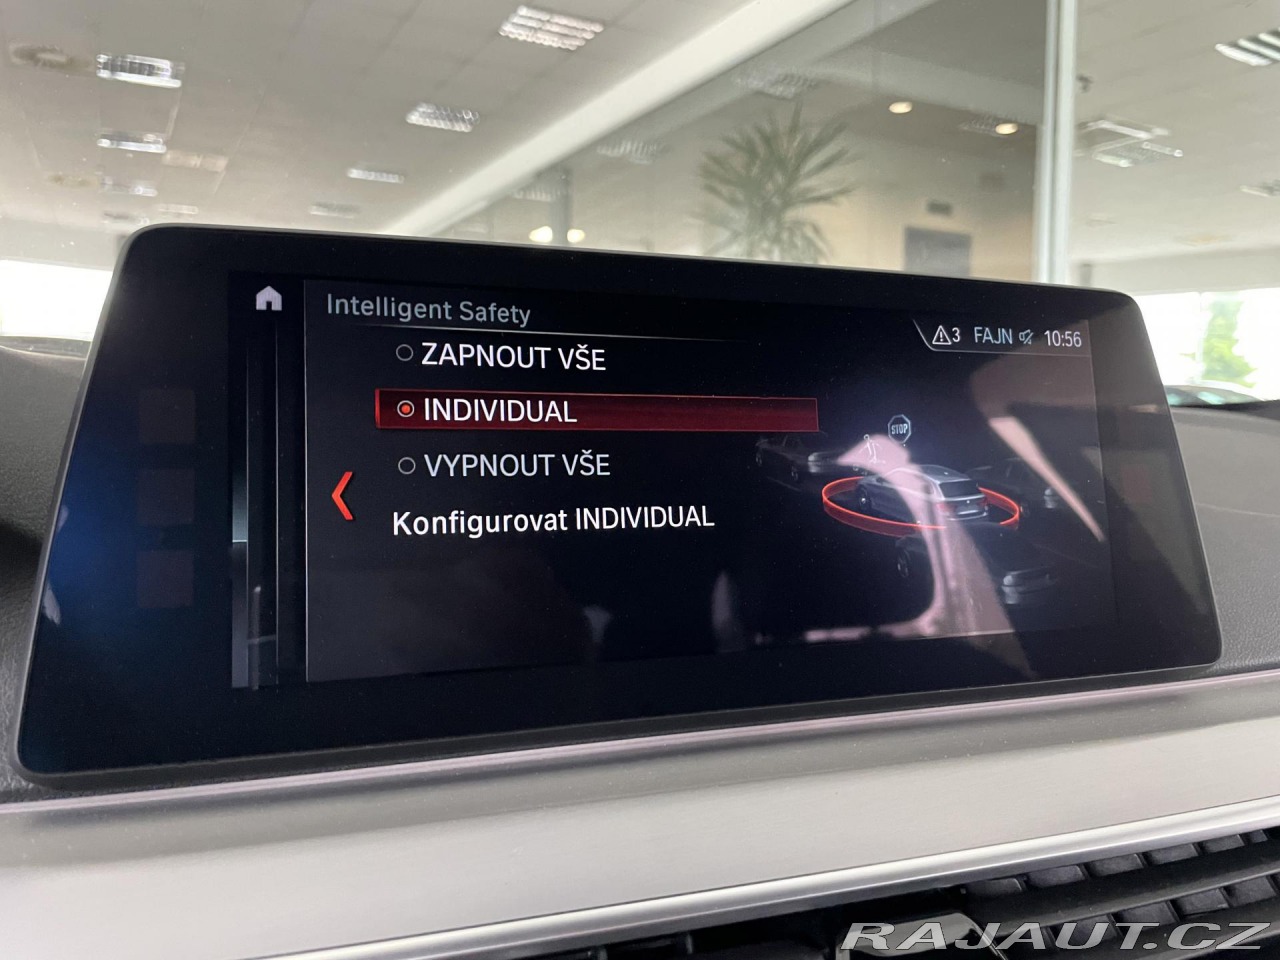 Intelligent Safety
3 FAJN 10:56
ZAPNOUT VŠE
INDIVIDUAL
VYPNOUT VŠE
Konfigurovat INDIVIDUAL
STOP
RAJAUT.CZ